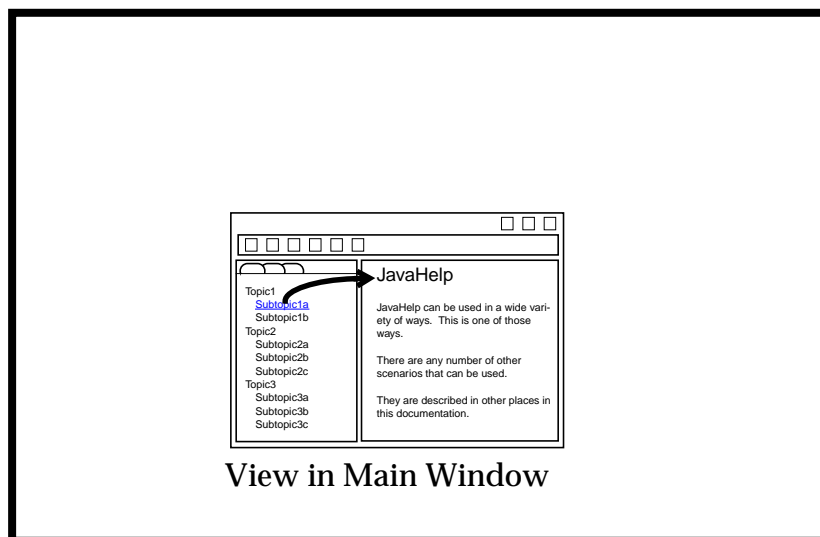 Topic1
Subtopic1a
Subtopic1b
Topic2
Subtopic2a
Subtopic2b
Subtopic2c
Topic3
Subtopic3a
Subtopic3b
Subtopic3c
JavaHelp
JavaHelp can be used in a wide vari-
ety of ways.  This is one of those
ways.
There are any number of other
scenarios that can be used.
They are described in other places in
this documentation.
View in Main Window